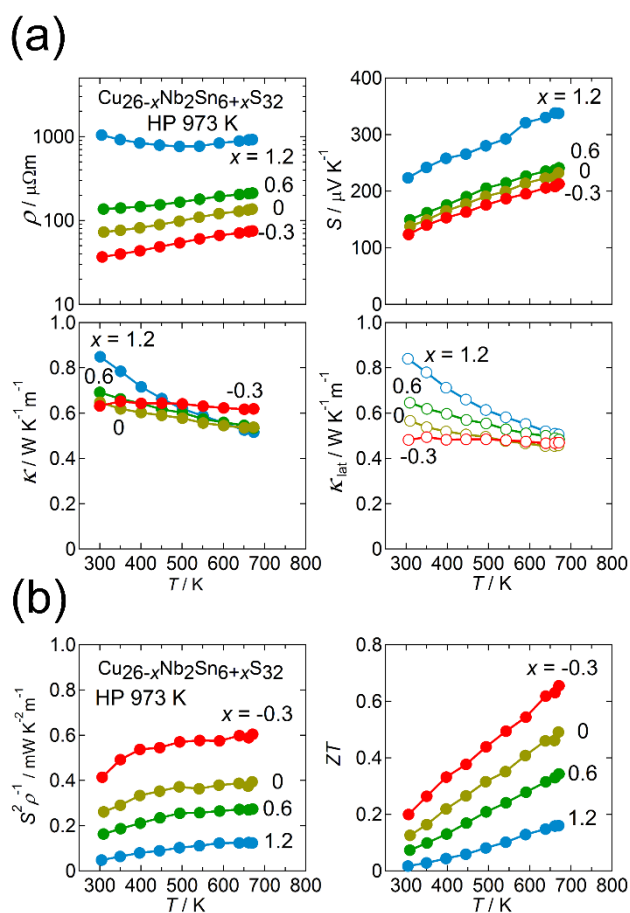 (a)
Cu26-xNb2Sn6+xS32
HP 973 K
x = 1.2
0.6
0
-0.3
1000
100
10
ρ / μΩm
x = 1.2
0.6
0
-0.3
400
300
200
100
0
S / μV K-1
x = 1.2
0.6
0
-0.3
1.0
0.8
0.6
0.4
0.2
0
κ / W K-1 m-1
300 400 500 600 700 800
T / K
x = 1.2
0.6
0
-0.3
1.0
0.8
0.6
0.4
0.2
0
κlat / W K-1 m-1
300 400 500 600 700 800
T / K
(b)
Cu26-xNb2Sn6+xS32
HP 973 K
x = -0.3
0
0.6
1.2
1.0
0.8
0.6
0.4
0.2
0
S2ρ-1 / mW K-2 m-1
300 400 500 600 700 800
T / K
x = -0.3
0
0.6
1.2
0.8
0.6
0.4
0.2
0
ZT
300 400 500 600 700 800
T / K